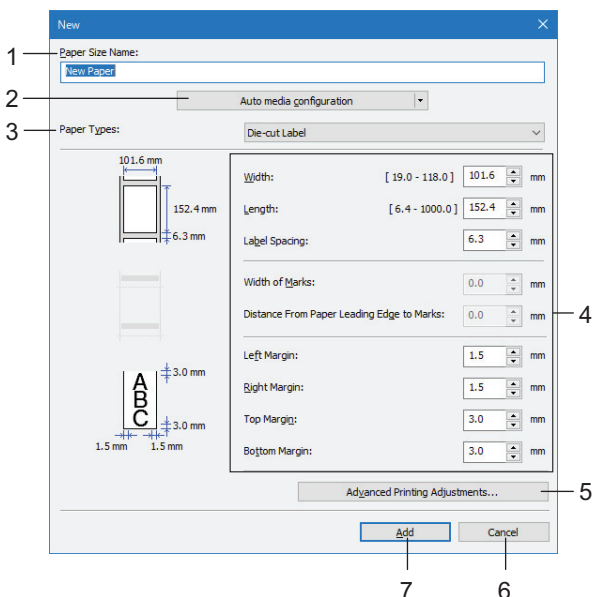 New
1
Paper Size Name:
New Paper
2
Auto media configuration
3
Paper Types:
Die-cut Label
101.6 mm
152.4 mm
6.3 mm
Width: [ 19.0 - 118.0 ] 101.6 mm
Length: [ 6.4 - 1000.0 ] 152.4 mm
Label Spacing: 6.3 mm
Width of Marks: 0.0 mm
Distance From Paper Leading Edge to Marks: 0.0 mm
4
Left Margin: 1.5 mm
Right Margin: 1.5 mm
Top Margin: 3.0 mm
Bottom Margin: 3.0 mm
A
B
C
3.0 mm
3.0 mm
1.5 mm 1.5 mm
Advanced Printing Adjustments...
5
Add
Cancel
7
6